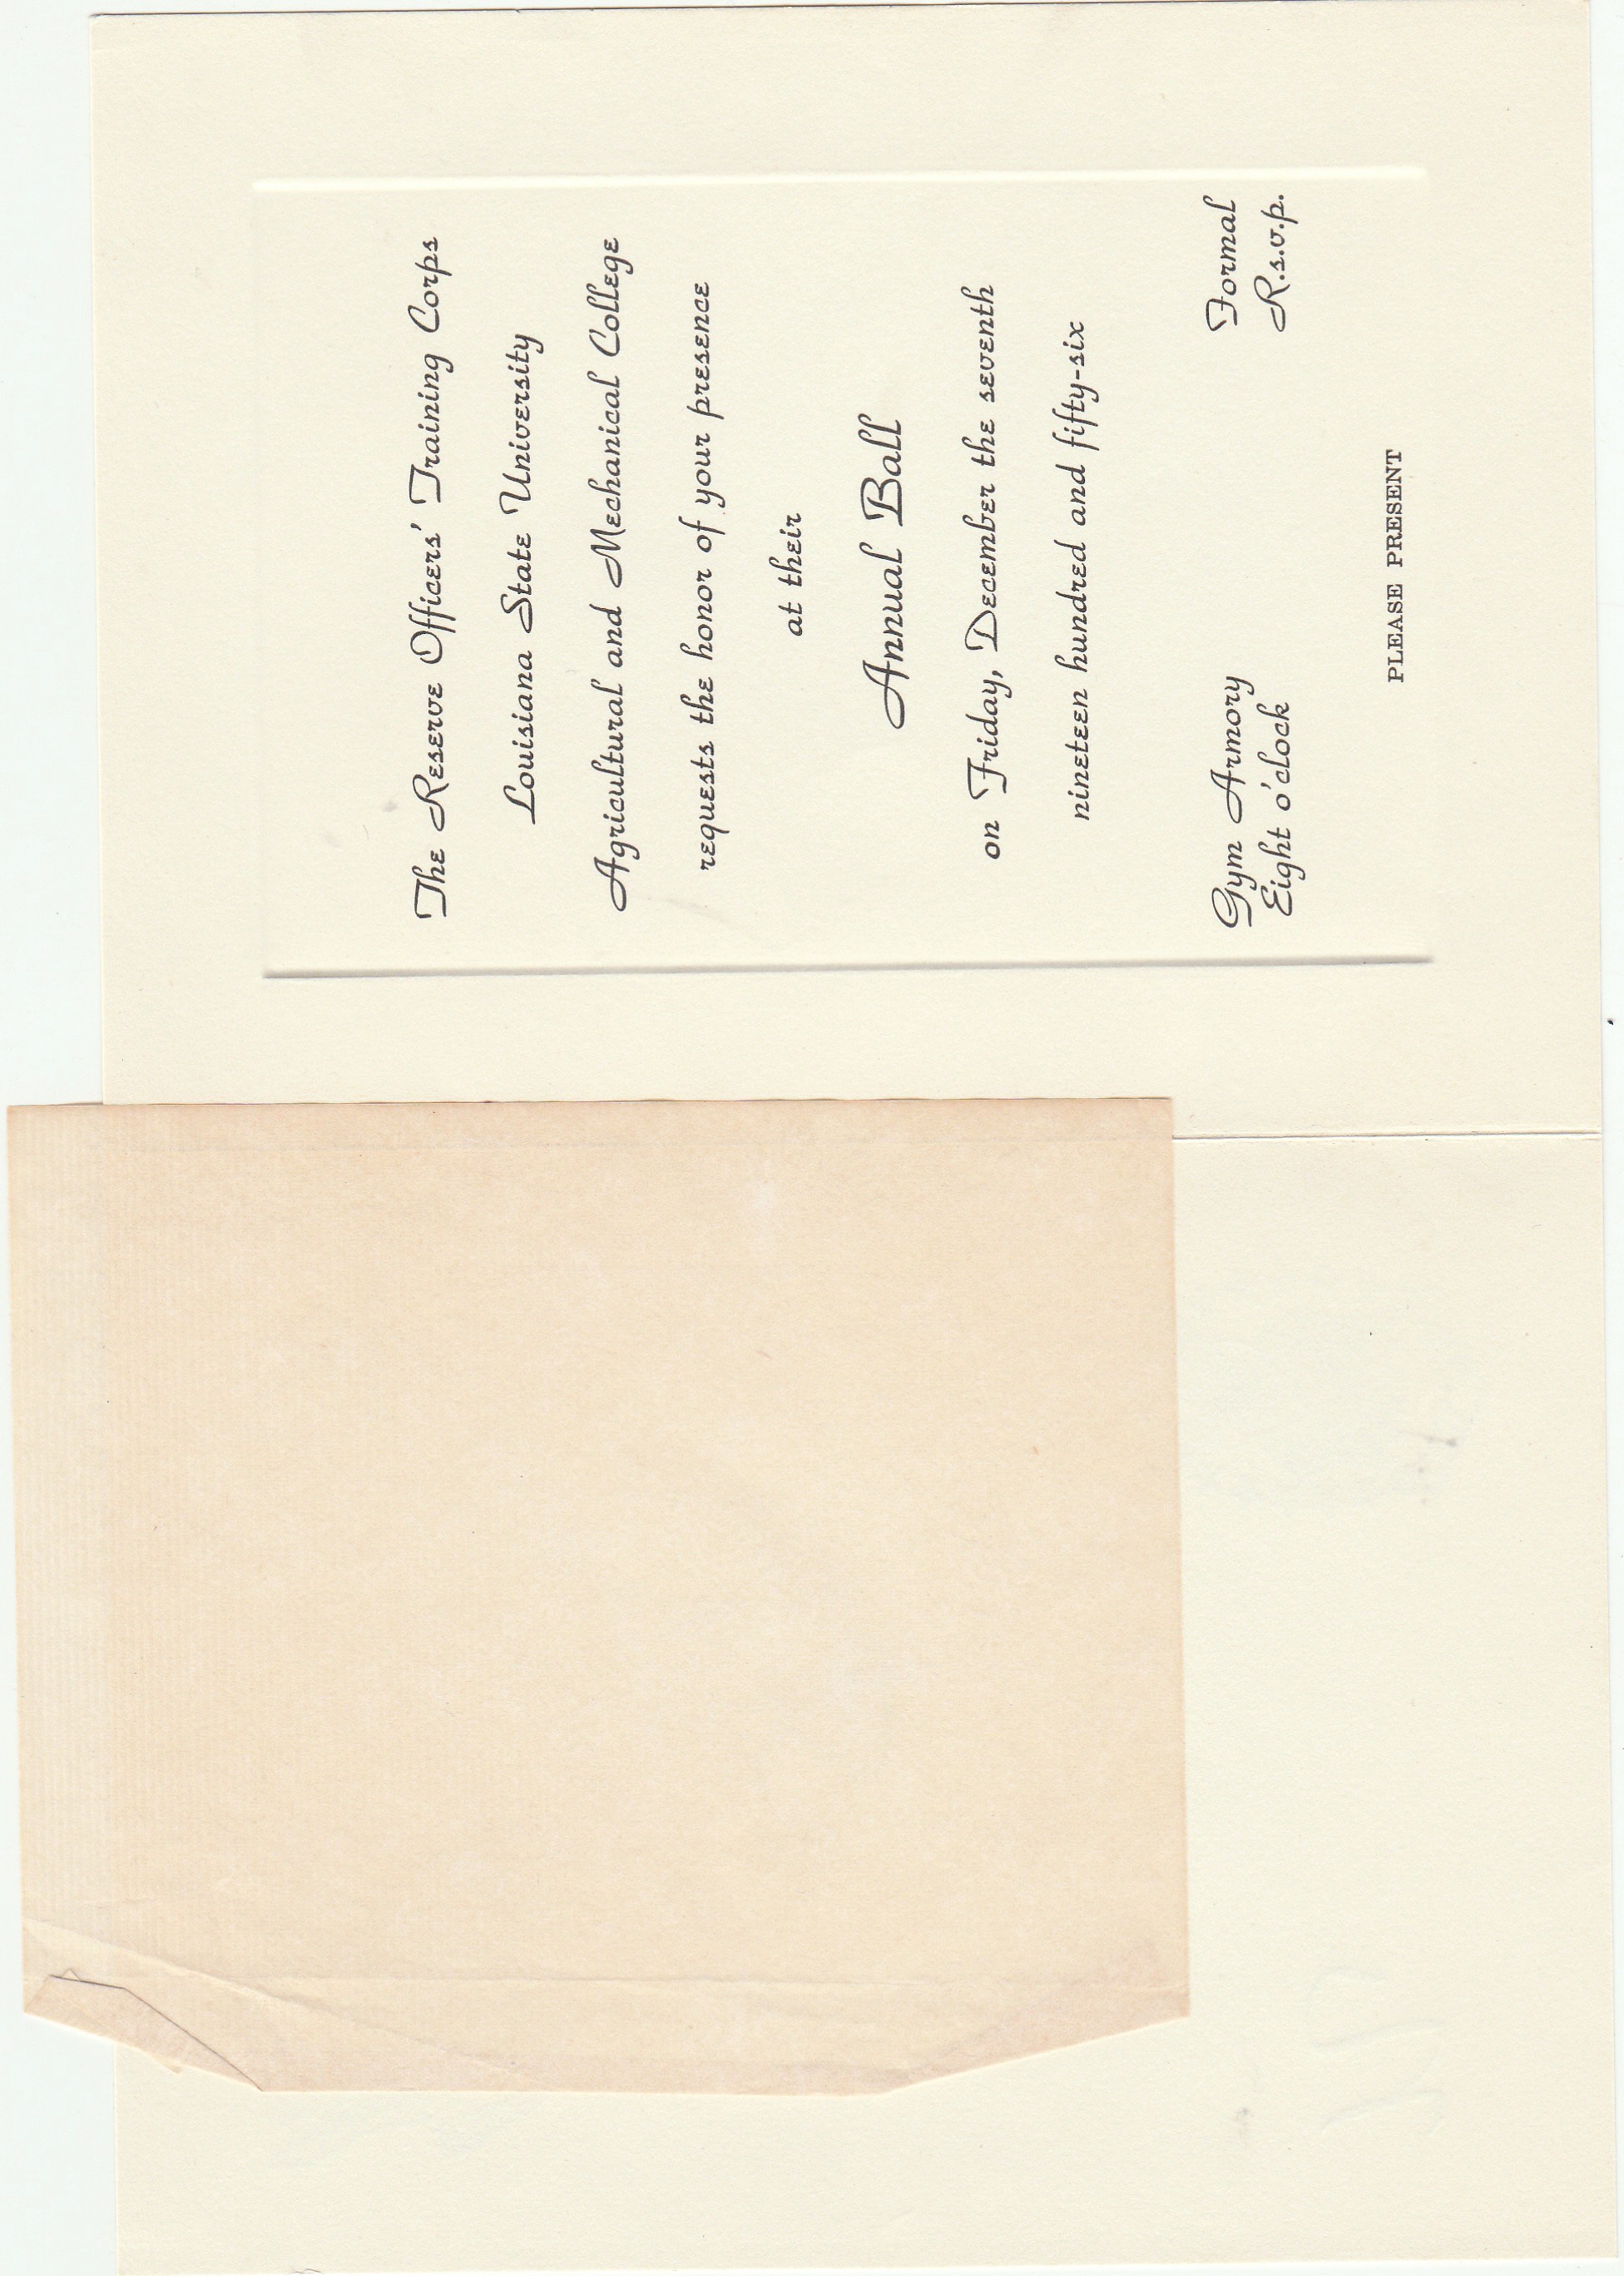 The Reserve Officers' Training Corps
Louisiana State University
Agricultural and Mechanical College
requests the honor of your presence
at their
Annual Ball
on Friday, December the seventh
nineteen hundred and fifty-six
Gym Armory
Eight o'clock
Formal
R.s.v.p.
PLEASE PRESENT